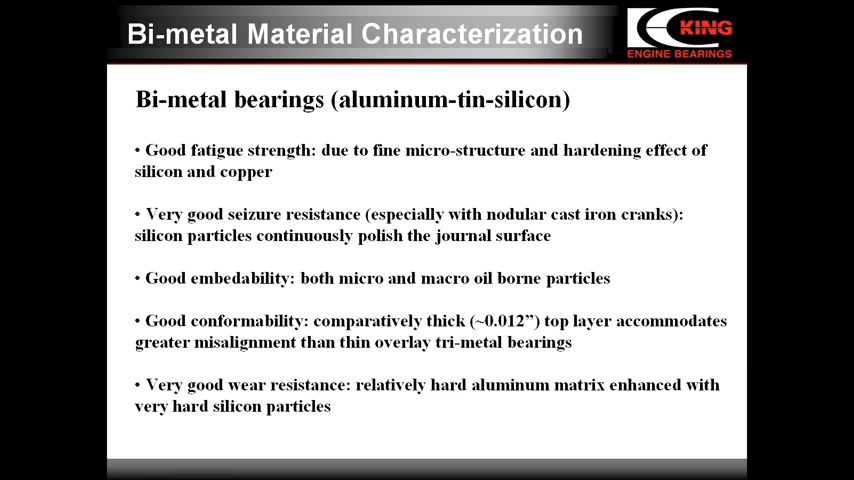 Bi-metal Material Characterization
KING
ENGINE BEARINGS
Bi-metal bearings (aluminum-tin-silicon)
• Good fatigue strength: due to fine micro-structure and hardening effect of
silicon and copper
• Very good seizure resistance (especially with nodular cast iron cranks):
silicon particles continuously polish the journal surface
• Good embedability: both micro and macro oil borne particles
• Good conformability: comparatively thick (~0.012”) top layer accommodates
greater misalignment than thin overlay tri-metal bearings
• Very good wear resistance: relatively hard aluminum matrix enhanced with
very hard silicon particles